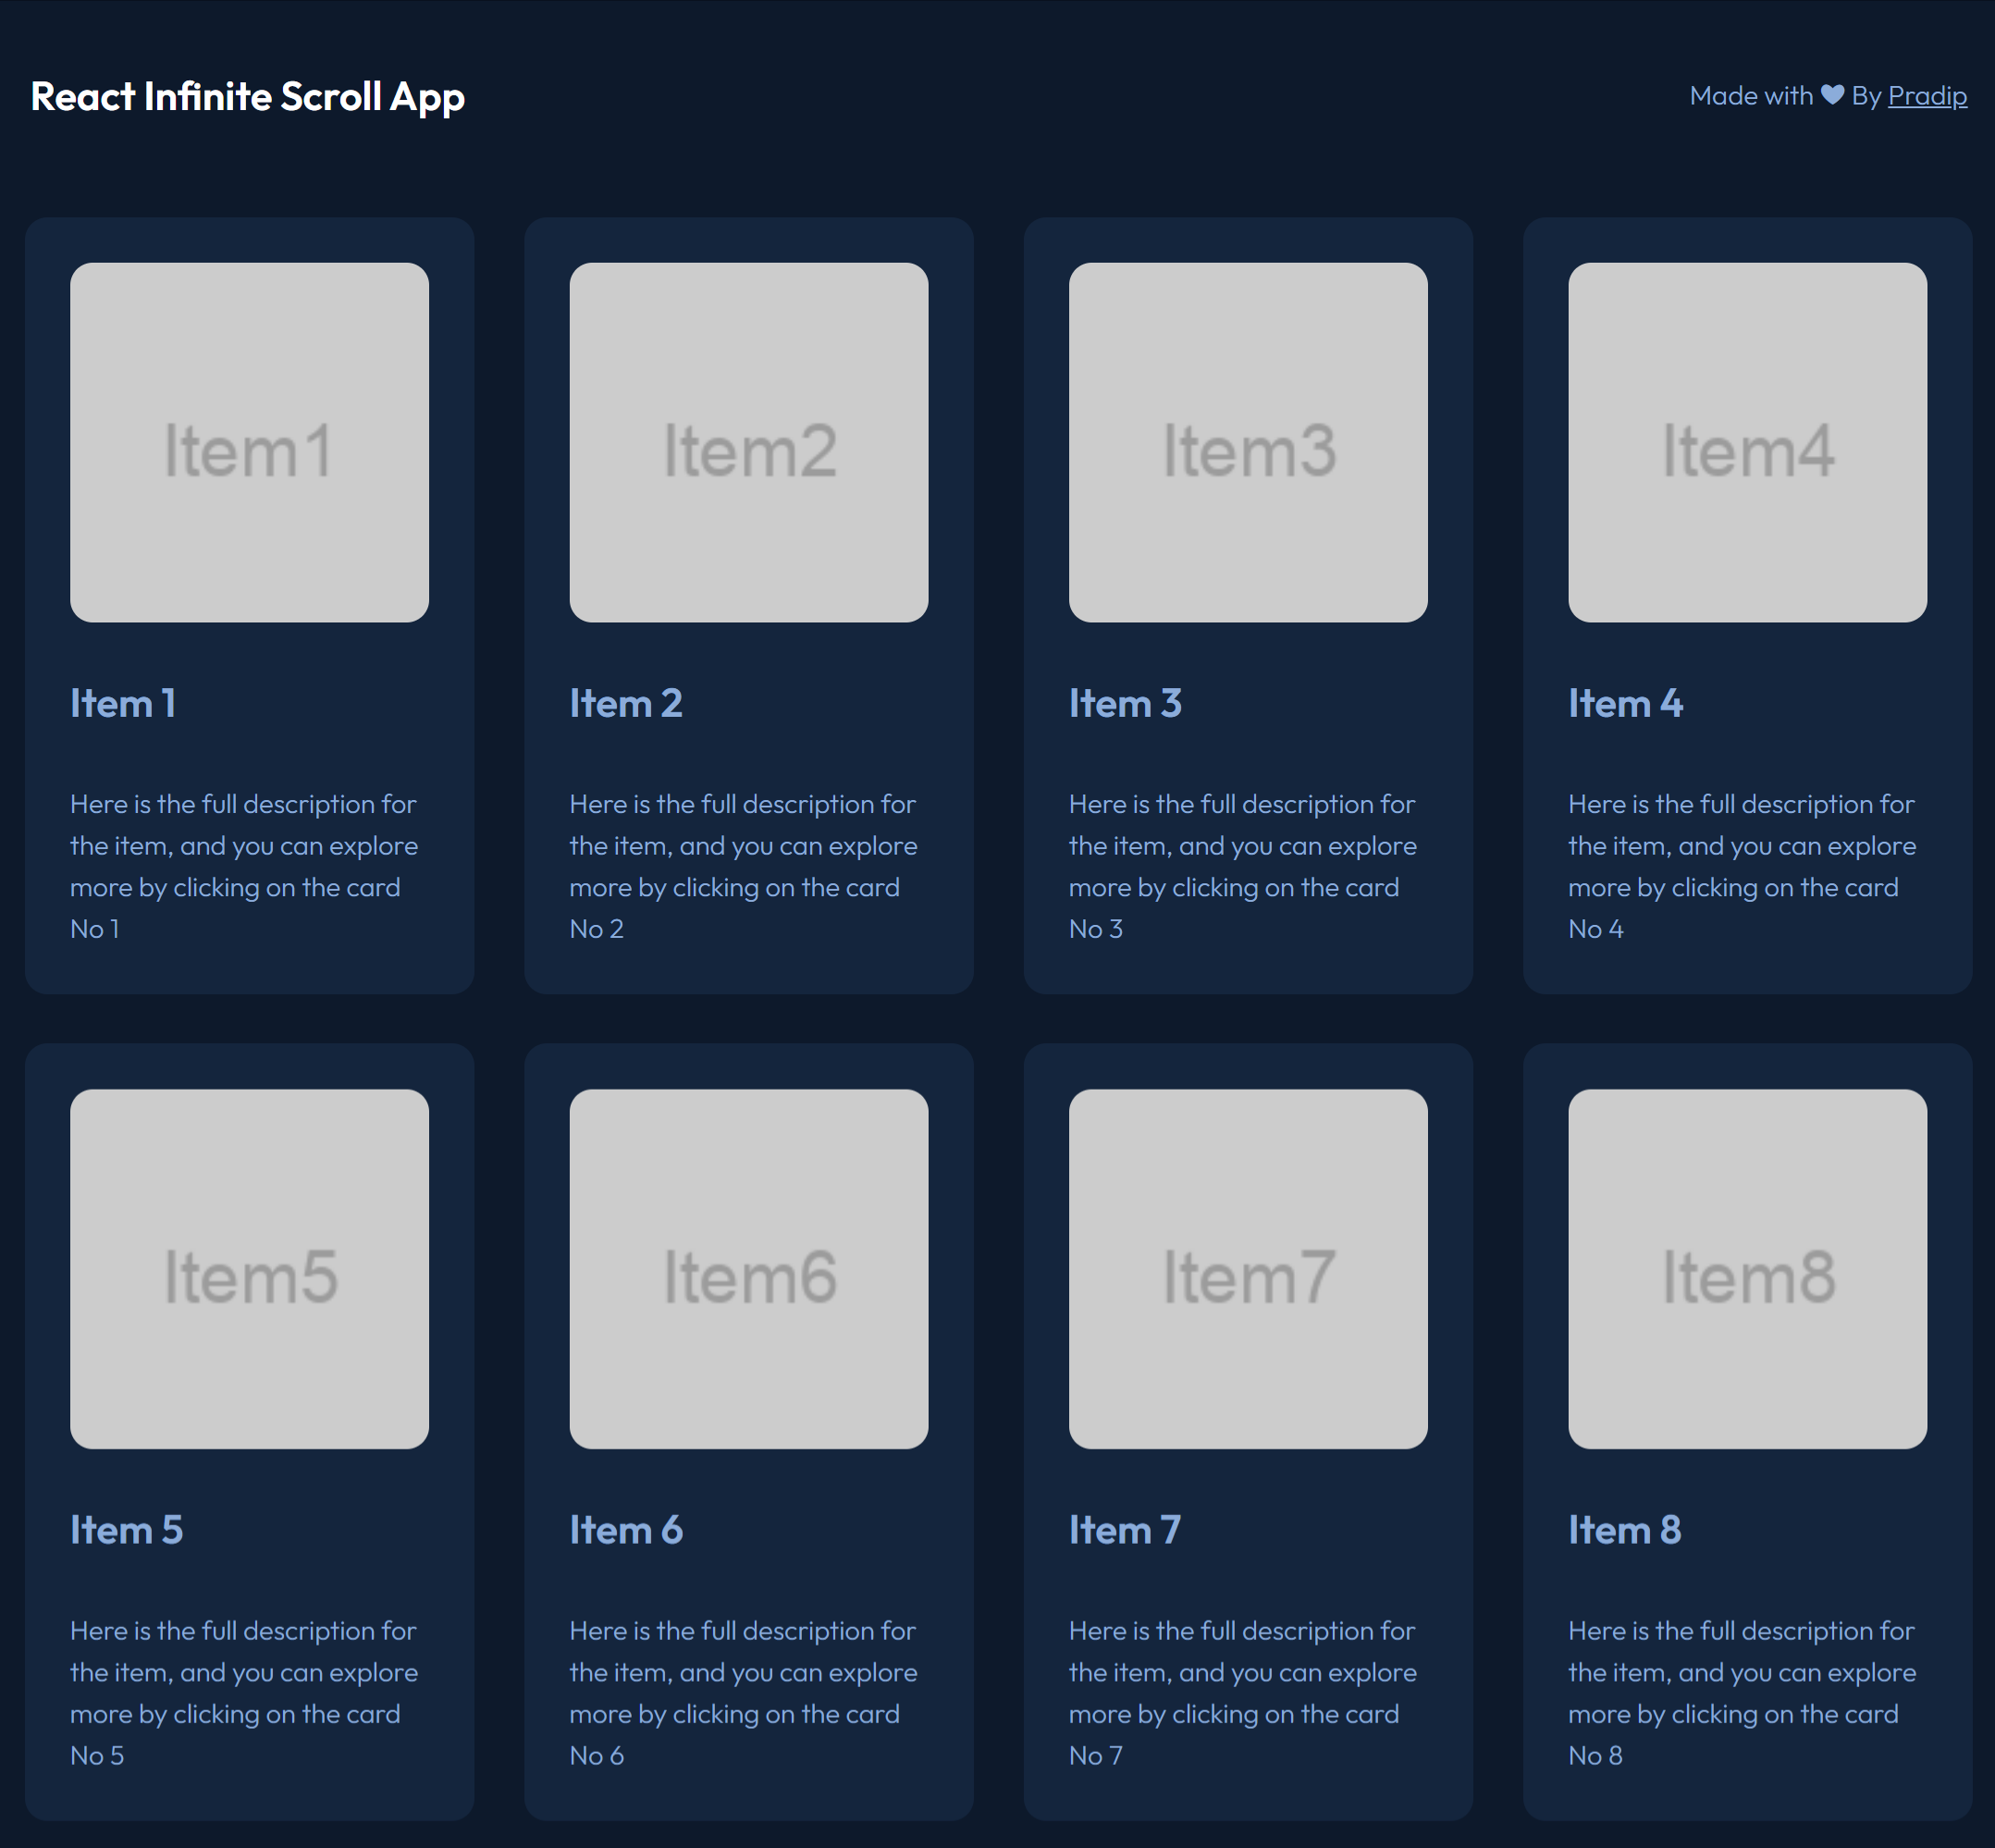 React Infinite Scroll App
Made with ♥ By Pradip
Item1
Item2
Item3
Item4
Item 1
Item 2
Item 3
Item 4
Here is the full description for
the item, and you can explore
more by clicking on the card
No 1
Here is the full description for
the item, and you can explore
more by clicking on the card
No 2
Here is the full description for
the item, and you can explore
more by clicking on the card
No 3
Here is the full description for
the item, and you can explore
more by clicking on the card
No 4
Item5
Item6
Item7
Item8
Item 5
Item 6
Item 7
Item 8
Here is the full description for
the item, and you can explore
more by clicking on the card
No 5
Here is the full description for
the item, and you can explore
more by clicking on the card
No 6
Here is the full description for
the item, and you can explore
more by clicking on the card
No 7
Here is the full description for
the item, and you can explore
more by clicking on the card
No 8